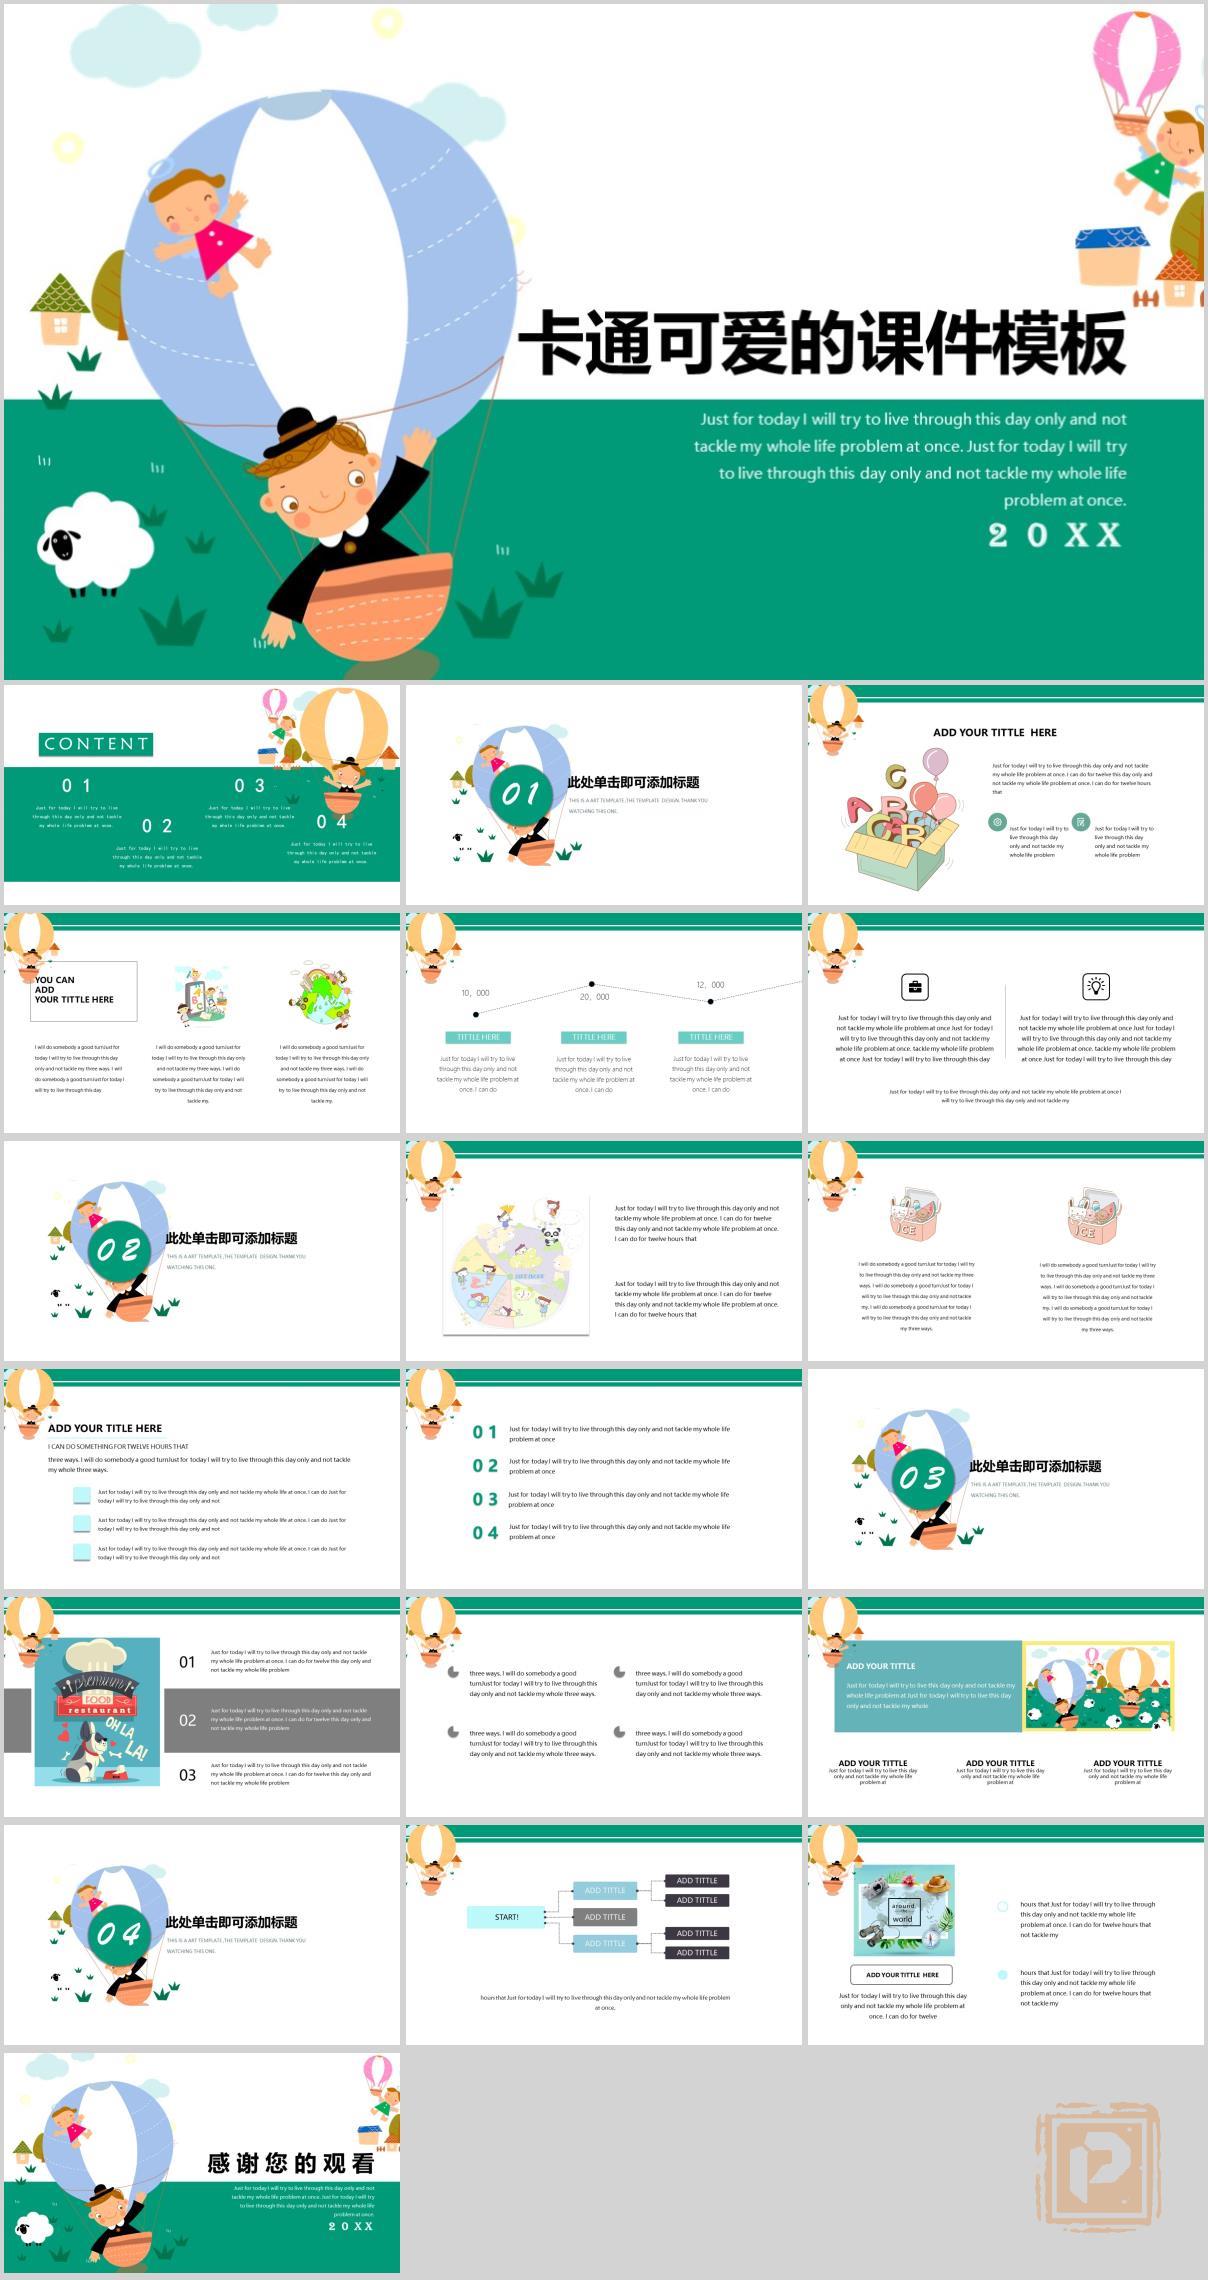 卡通可爱的课件模板
Just for today I will try to live through this day only and not
tackle my whole life problem at once. Just for today I will try
to live through this day only and not tackle my whole life
problem at once.
20XX
CONTENT
01
Just for today I will try to live
through this day only and not tackle
my whole life problem at once.
02
Just for today I will try to live
through this day only and not tackle
my whole life problem at once.
03
Just for today I will try to live
through this day only and not tackle
my whole life problem at once.
04
Just for today I will try to live
through this day only and not tackle
my whole life problem at once.
01
此处单击即可添加标题
THIS IS A ART TEMPLATE ,THE TEMPLATE DESIGN.THANK YOU
WATCHING THIS ONE.
ADD YOUR TITTLE HERE
Just for today I will try to live through this day only and not tackle
my whole life problem at once. I can do for twelve this day only and
not tackle my whole life problem at once. I can do for twelve hours
that
Just for today I will try to
live through this day
only and not tackle my
whole life problem
Just for today I will try to
live through this day
only and not tackle my
whole life problem
YOU CAN
ADD
YOUR TITTLE HERE
I will do somebody a good turnJust for
today I will try to live through this day
only and not tackle my three ways. I will
do somebody a good turnJust for today I
will try to live through this day
I will do somebody a good turnJust for
today I will try to live through this day only
and not tackle my three ways. I will do
somebody a good turnJust for today I will
try to live through this day only and not
tackle my.
I will do somebody a good turnJust for
today I will try to live through this day only
and not tackle my three ways. I will do
somebody a good turnJust for today I will
try to live through this day only and not
tackle my.
10, 000
20, 000
12, 000
TITTLE HERE
TITTLE HERE
TITTLE HERE
Just for today I will try to live
through this day only and not
tackle my whole life problem at
once. I can do
Just for today I will try to live
through this day only and not
tackle my whole life problem at
once. I can do
Just for today I will try to live
through this day only and not
tackle my whole life problem at
once. I can do
Just for today I will try to live through this day only and
not tackle my whole life problem at once Just for today I
will try to live through this day only and not tackle my
whole life problem at once. tackle my whole life problem
at once Just for today I will try to live through this day
Just for today I will try to live through this day only and
not tackle my whole life problem at once Just for today I
will try to live through this day only and not tackle my
whole life problem at once. tackle my whole life problem
at once Just for today I will try to live through this day
Just for today I will try to live through this day only and not tackle my whole life problem at once I
will try to live through this day only and not tackle my
02
此处单击即可添加标题
THIS IS A ART TEMPLATE ,THE TEMPLATE DESIGN.THANK YOU
WATCHING THIS ONE.
Just for today I will try to live through this day only and not
tackle my whole life problem at once. I can do for twelve
this day only and not tackle my whole life problem at once.
I can do for twelve hours that
Just for today I will try to live through this day only and not
tackle my whole life problem at once. I can do for twelve
this day only and not tackle my whole life problem at once.
I can do for twelve hours that
ICE
ICE
I will do somebody a good turnJust for today I will try
to live through this day only and not tackle my three
ways. I will do somebody a good turnJust for today I
will try to live through this day only and not tackle
my. I will do somebody a good turnJust for today I
will try to live through this day only and not tackle
my three ways.
I will do somebody a good turnJust for today I will try
to live through this day only and not tackle my three
ways. I will do somebody a good turnJust for today I
will try to live through this day only and not tackle
my. I will do somebody a good turnJust for today I
will try to live through this day only and not tackle
my three ways.
ADD YOUR TITLE HERE
I CAN DO SOMETHING FOR TWELVE HOURS THAT
three ways. I will do somebody a good turnJust for today I will try to live through this day only and not tackle
my whole three ways.
Just for today I will try to live through this day only and not tackle my whole life at once. I can do Just for
today I will try to live through this day only and not
Just for today I will try to live through this day only and not tackle my whole life at once. I can do Just for
today I will try to live through this day only and not
Just for today I will try to live through this day only and not tackle my whole life at once. I can do Just for
today I will try to live through this day only and not
01
Just for today I will try to live through this day only and not tackle my whole life
problem at once
02
Just for today I will try to live through this day only and not tackle my whole life
problem at once
03
Just for today I will try to live through this day only and not tackle my whole life
problem at once
04
Just for today I will try to live through this day only and not tackle my whole life
problem at once
03
此处单击即可添加标题
THIS IS A ART TEMPLATE ,THE TEMPLATE DESIGN.THANK YOU
WATCHING THIS ONE.
premium
FOOD
restaurant
OH LA
LA!
01
Just for today I will try to live through this day only and not tackle
my whole life problem at once. I can do for twelve this day only and
not tackle my whole life problem
02
Just for today I will try to live through this day only and not tackle
my whole life problem at once. I can do for twelve this day only and
not tackle my whole life problem
03
Just for today I will try to live through this day only and not tackle
my whole life problem at once. I can do for twelve this day only and
not tackle my whole life problem
three ways. I will do somebody a good
turnJust for today I will try to live through this
day only and not tackle my whole three ways.
three ways. I will do somebody a good
turnJust for today I will try to live through this
day only and not tackle my whole three ways.
three ways. I will do somebody a good
turnJust for today I will try to live through this
day only and not tackle my whole three ways.
three ways. I will do somebody a good
turnJust for today I will try to live through this
day only and not tackle my whole three ways.
ADD YOUR TITTLE
Just for today I will try to live through this day only and not tackle my
whole life problem at Just for today I will try to live through this day
only and not tackle my whole
ADD YOUR TITTLE
Just for today I will try to live through this day
only and not tackle my whole life
problem at
ADD YOUR TITTLE
Just for today I will try to live through this day
only and not tackle my whole life
problem at
ADD YOUR TITTLE
Just for today I will try to live through this day
only and not tackle my whole life
problem at
04
此处单击即可添加标题
THIS IS A ART TEMPLATE ,THE TEMPLATE DESIGN.THANK YOU
WATCHING THIS ONE.
START!
ADD TITTLE
ADD TITTLE
ADD TITTLE
ADD TITTLE
ADD TITTLE
ADD TITTLE
ADD TITTLE
hours that Just for today I will try to live through this day only and not tackle my whole life problem
at once,
around
world
ADD YOUR TITTLE HERE
Just for today I will try to live through this day
only and not tackle my whole life problem at
once. I can do for twelve
hours that Just for today I will try to live through
this day only and not tackle my whole life
problem at once. I can do for twelve hours that
not tackle my
hours that Just for today I will try to live through
this day only and not tackle my whole life
problem at once. I can do for twelve hours that
not tackle my
感谢您的观看
Just for today I will try to live through this day only and not
tackle my whole life problem at once. Just for today I will try
to live through this day only and not tackle my whole life
problem at once.
20XX